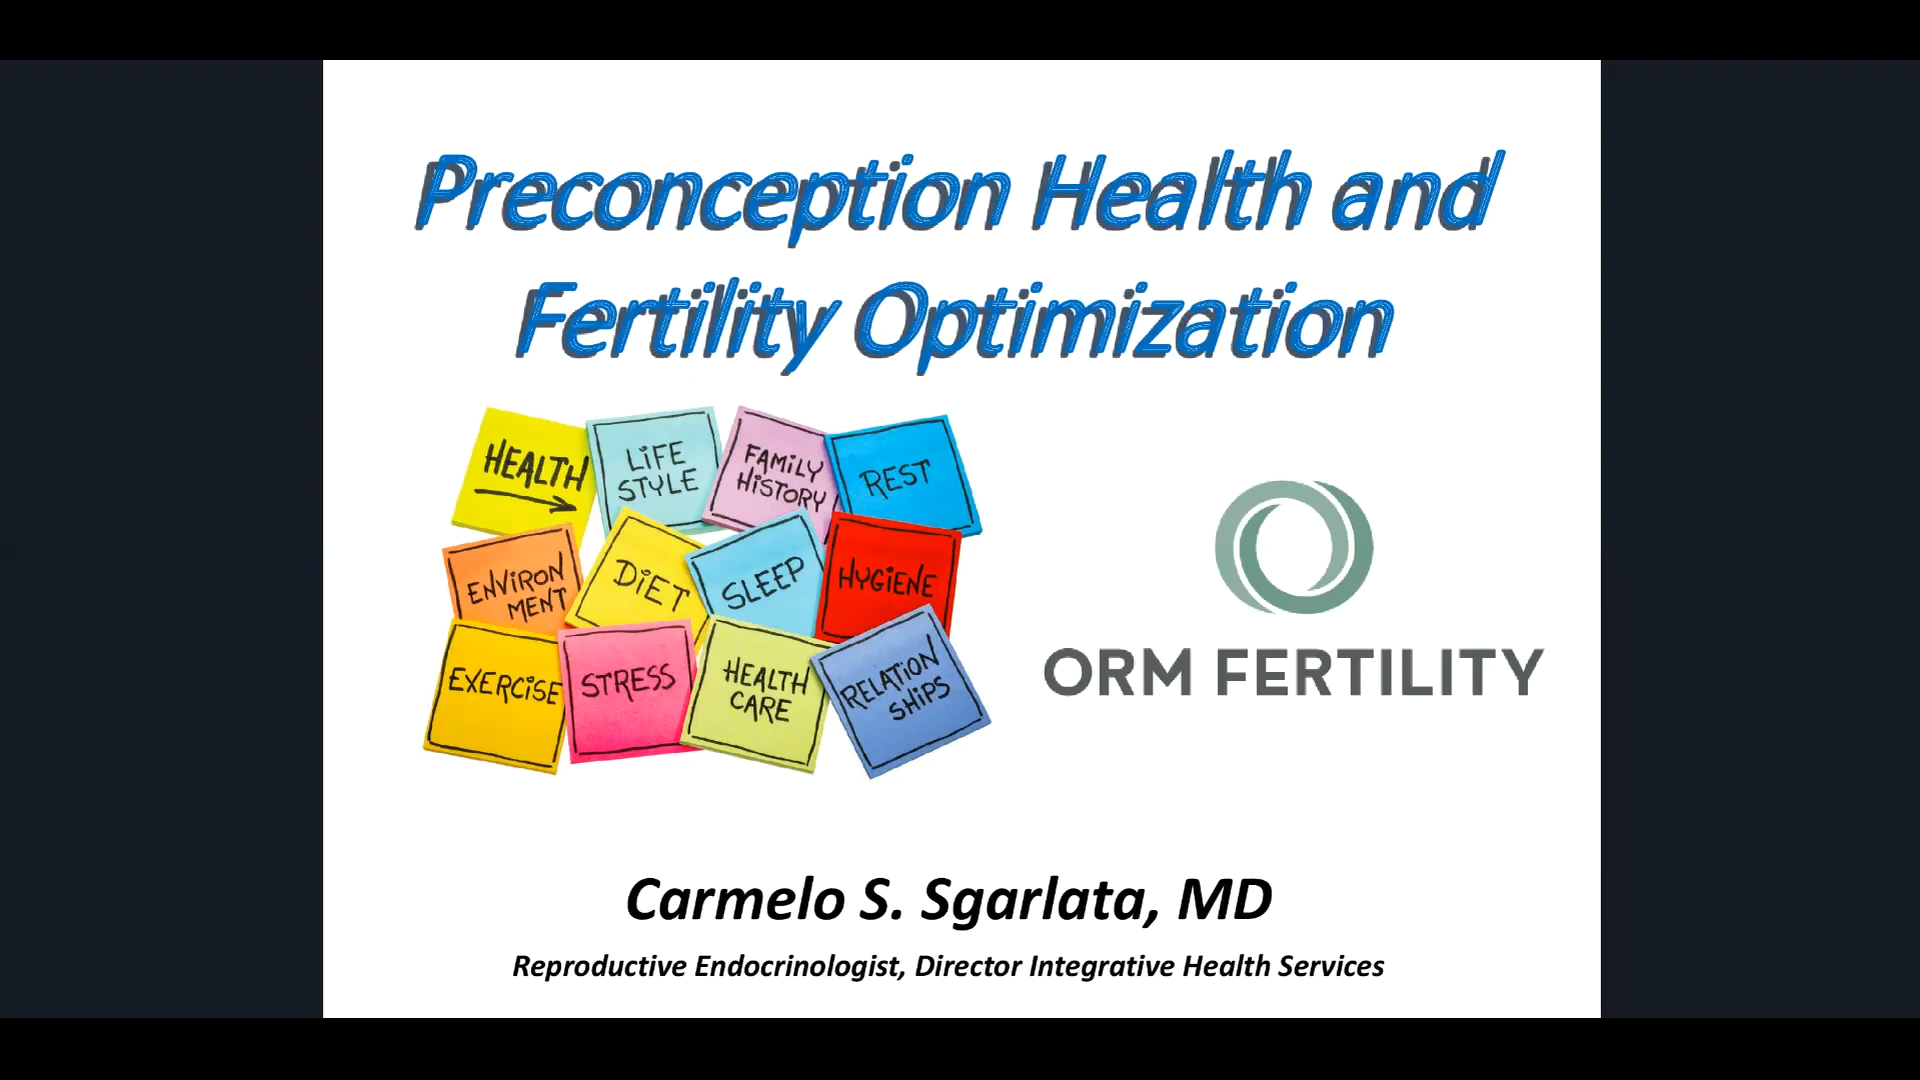 Preconception Health and
Fertility Optimization
HEALTH
LIFE
STYLE
FAMILY
HISTORY
REST
ENVIRON
MENT
DIET
SLEEP
HYGIENE
EXERCISE
STRESS
HEALTH
CARE
RELATION
SHIPS
ORM FERTILITY
Carmelo S. Sgarlata, MD
Reproductive Endocrinologist, Director Integrative Health Services